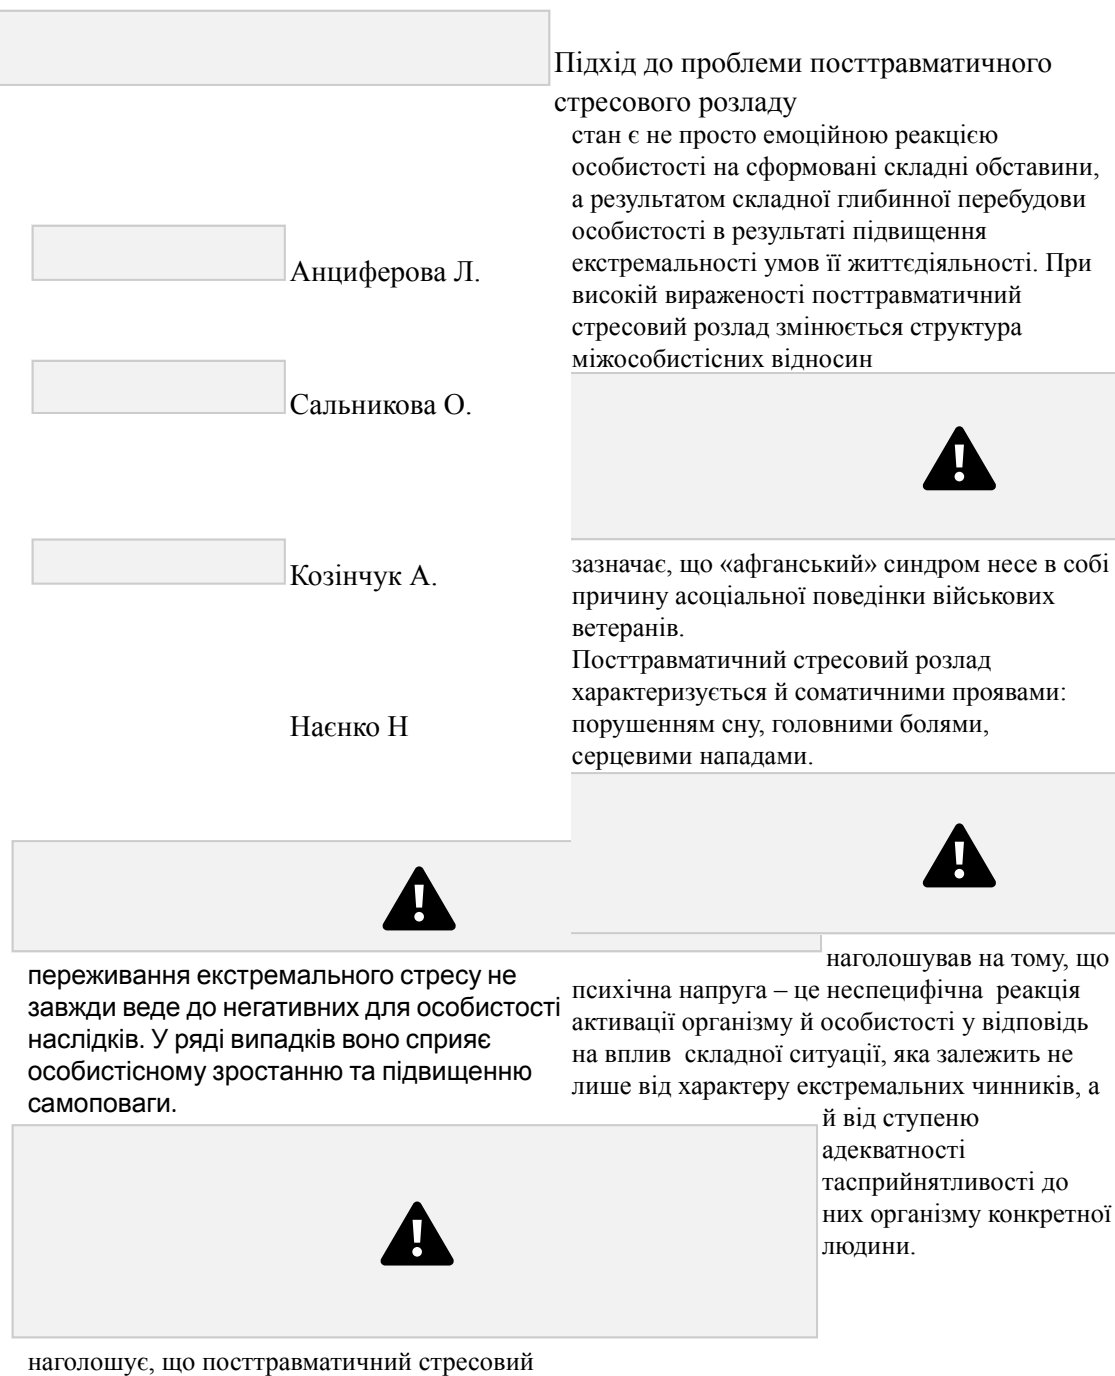 Підхід до проблеми посттравматичного
стресового розладу
Анциферова Л.
Сальникова О.
Козінчук А.
Наєнко Н
переживання екстремального стресу не
завжди веде до негативних для особистості
наслідків. У ряді випадків воно сприяє
особистісному зростанню та підвищенню
самоповаги.
наголошує, що посттравматичний стресовий
стан є не просто емоційною реакцією
особистості на сформовані складні обставини,
а результатом складної глибинної перебудови
особистості в результаті підвищення
екстремальності умов її життєдіяльності. При
високій вираженості посттравматичний
стресовий розлад змінюється структура
міжособистісних відносин
зазначає, що «афганський» синдром несе в собі
причину асоціальної поведінки військових
ветеранів.
Посттравматичний стресовий розлад
характеризується й соматичними проявами:
порушенням сну, головними болями,
серцевими нападами.
наголошував на тому, що
психічна напруга – це неспецифічна реакція
активації організму й особистості у відповідь
на вплив складної ситуації, яка залежить не
лише від характеру екстремальних чинників, а
й від ступеню
адекватності
тасприйнятливості до
них організму конкретної
людини.